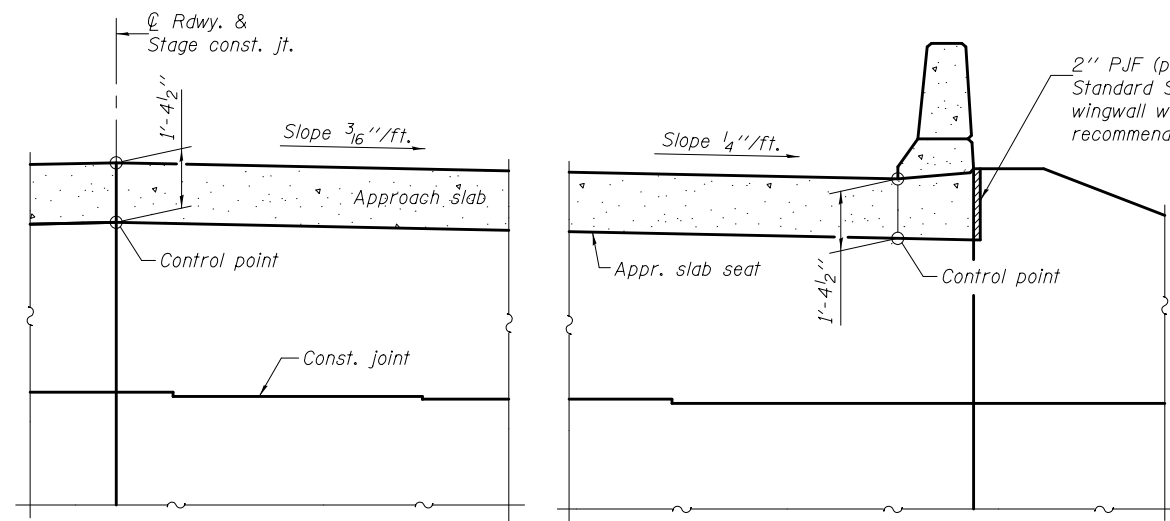 ℄ Rdwy. &
Stage const. jt.
1'-4½"
Slope 3/16"/ft.
Approach slab
Control point
Const. joint
Slope ¼"/ft.
2" PJF (p
Standard S
wingwall w
recommend
Appr. slab seat
1'-4½"
Control point